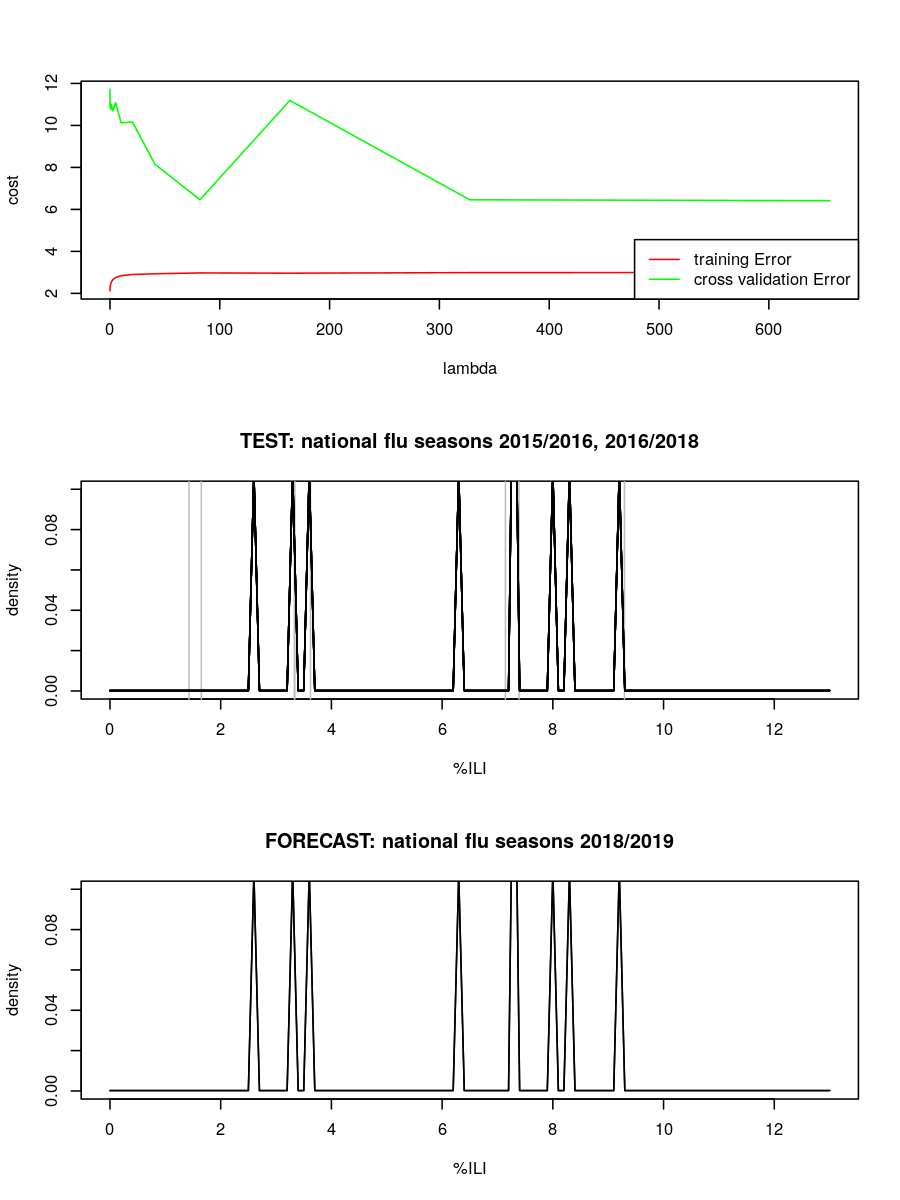 12
10
8
6
4
2
cost
training Error
cross validation Error
0 100 200 300 400 500 600
lambda
TEST: national flu seasons 2015/2016, 2016/2018
0.08
0.04
0.00
density
0 2 4 6 8 10 12
%ILI
FORECAST: national flu seasons 2018/2019
0.08
0.04
0.00
density
0 2 4 6 8 10 12
%ILI